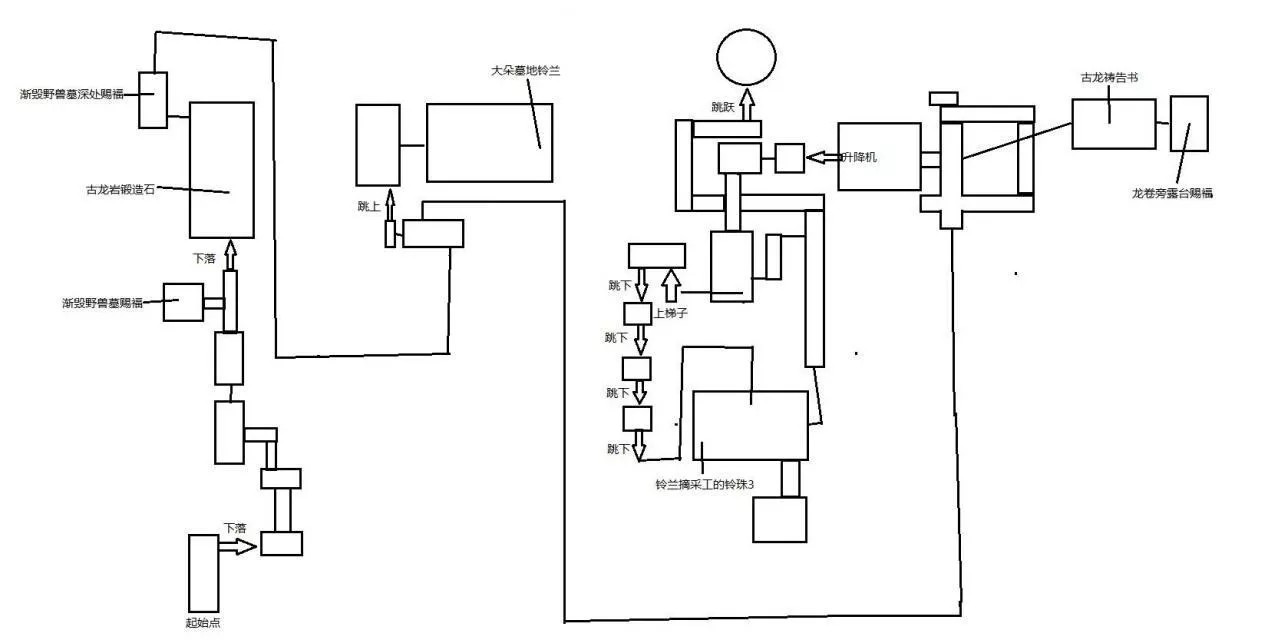 渐毁野兽墓深处赐福
古龙岩锻造石
下落
渐毁野兽墓赐福
下落
起始点
大朵墓地铃兰
跳上
跳跃
升降机
古龙祷告书
龙卷旁露台赐福
跳下
上梯子
跳下
跳下
跳下
铃兰摘采工的铃珠3